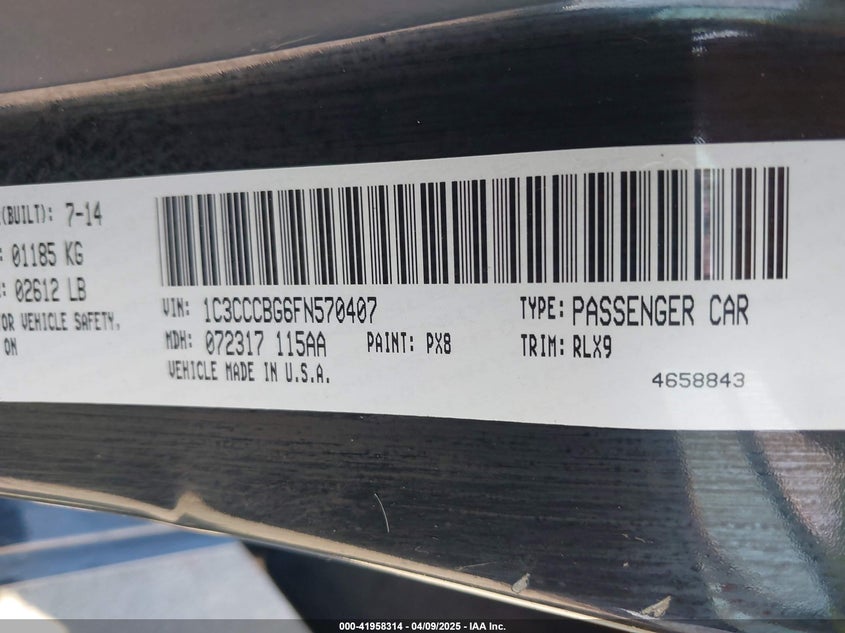 (BUILT): 7-14
: 01185 KG
: 02612 LB
OR VEHICLE SAFETY,
ON
VIN: 1C3CCCBG6FN570407
TYPE: PASSENGER CAR
MDH: 072317 115AA
PAINT: PX8
TRIM: RLX9
VEHICLE MADE IN U.S.A.
4658843
000-41958314 | 04/09/2025 - IAA Inc.